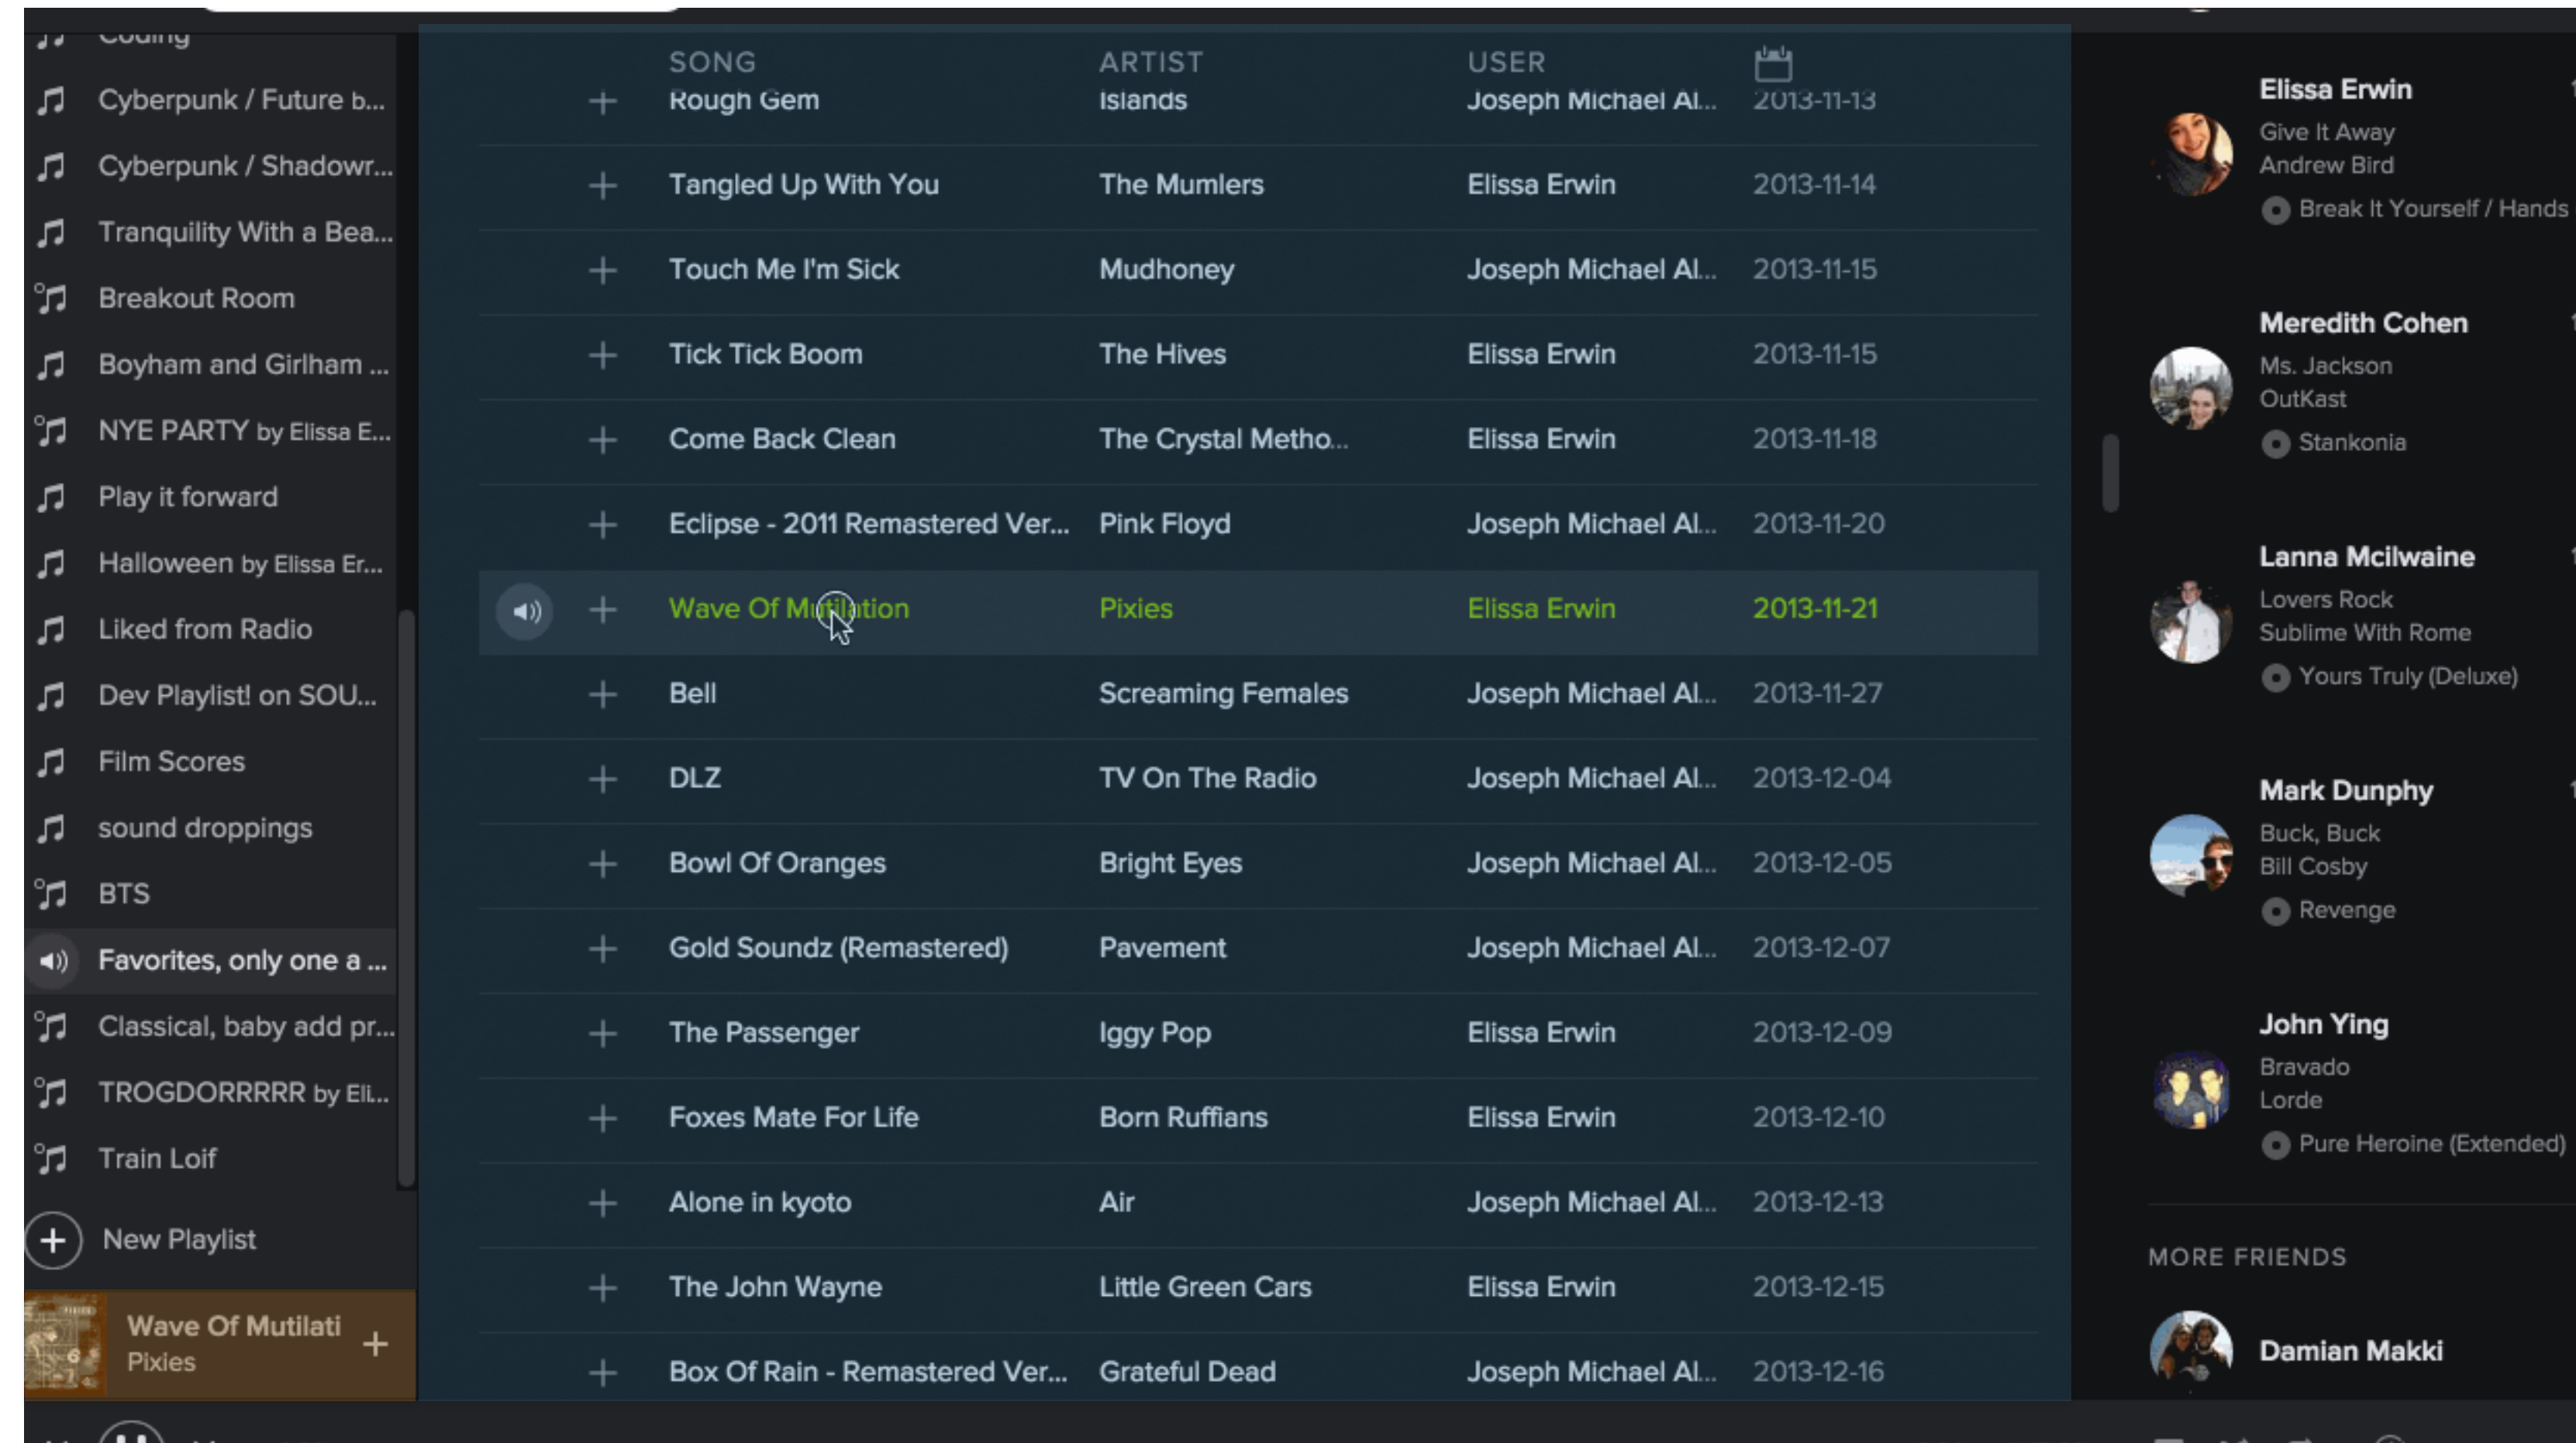 Coding
Cyberpunk / Future b...
Cyberpunk / Shadowr...
Tranquility With a Bea...
Breakout Room
Boyham and Girlham ...
NYE PARTY by Elissa E...
Play it forward
Halloween by Elissa Er...
Liked from Radio
Dev Playlist! on SOU...
Film Scores
sound droppings
BTS
Favorites, only one a ...
Classical, baby add pr...
TROGDORRRRR by Eli...
Train Loif
New Playlist
Wave Of Mutilati
Pixies
SONG ARTIST USER
Rough Gem Islands Joseph Michael Al... 2013-11-13
Tangled Up With You The Mumlers Elissa Erwin 2013-11-14
Touch Me I'm Sick Mudhoney Joseph Michael Al... 2013-11-15
Tick Tick Boom The Hives Elissa Erwin 2013-11-15
Come Back Clean The Crystal Metho... Elissa Erwin 2013-11-18
Eclipse - 2011 Remastered Ver... Pink Floyd Joseph Michael Al... 2013-11-20
Wave Of Mutilation Pixies Elissa Erwin 2013-11-21
Bell Screaming Females Joseph Michael Al... 2013-11-27
DLZ TV On The Radio Joseph Michael Al... 2013-12-04
Bowl Of Oranges Bright Eyes Joseph Michael Al... 2013-12-05
Gold Soundz (Remastered) Pavement Joseph Michael Al... 2013-12-07
The Passenger Iggy Pop Elissa Erwin 2013-12-09
Foxes Mate For Life Born Ruffians Elissa Erwin 2013-12-10
Alone in kyoto Air Joseph Michael Al... 2013-12-13
The John Wayne Little Green Cars Elissa Erwin 2013-12-15
Box Of Rain - Remastered Ver... Grateful Dead Joseph Michael Al... 2013-12-16
Elissa Erwin
Give It Away
Andrew Bird
Break It Yourself / Hands
Meredith Cohen
Ms. Jackson
OutKast
Stankonia
Lanna Mcilwaine
Lovers Rock
Sublime With Rome
Yours Truly (Deluxe)
Mark Dunphy
Buck, Buck
Bill Cosby
Revenge
John Ying
Bravado
Lorde
Pure Heroine (Extended)
MORE FRIENDS
Damian Makki